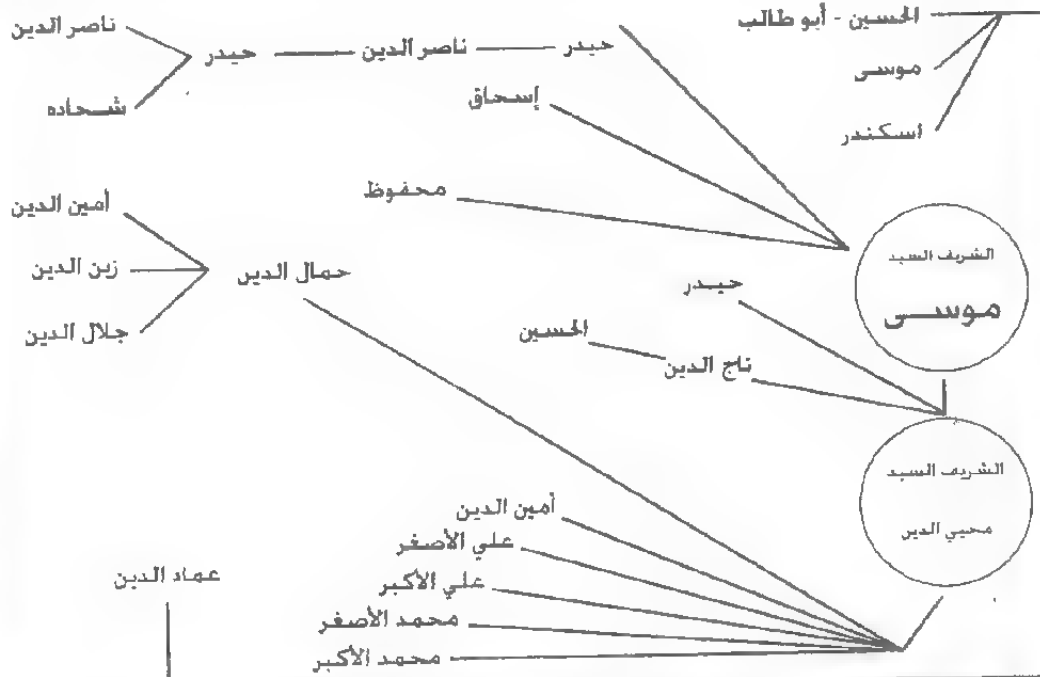 الحسين - أبو طالب
موسى
اسكندر
ناصر الدين
شحاده
حيدر
ناصر الدين
حيدر
إسحاق
محفوظ
الشريف السيد
موسى
أمين الدين
زين الدين
جلال الدين
جمال الدين
حيدر
الحسين
تاج الدين
الشريف السيد
محيي الدين
أمين الدين
علي الأصغر
علي الأكبر
محمد الأصغر
محمد الأكبر
عماد الدين